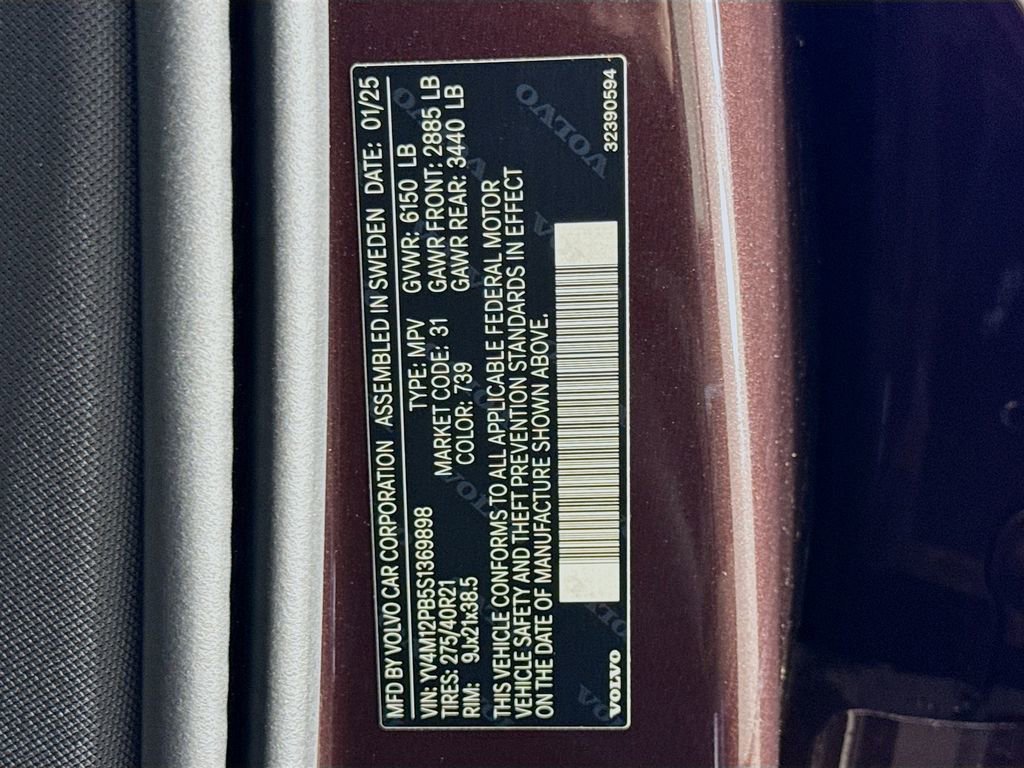 MFD BY VOLVO CAR CORPORATION ASSEMBLED IN SWEDEN DATE: 01/25
VIN: YV4M12PB5S1369898 TYPE: MPV GVWR: 6150 LB
TIRES: 275/40R21 MARKET CODE: 31 GAWR FRONT: 2885 LB
RIM: 9Jx21x38.5 COLOR: 739 GAWR REAR: 3440 LB
THIS VEHICLE CONFORMS TO ALL APPLICABLE FEDERAL MOTOR
VEHICLE SAFETY AND THEFT PREVENTION STANDARDS IN EFFECT
ON THE DATE OF MANUFACTURE SHOWN ABOVE.
VOLVO 32390594